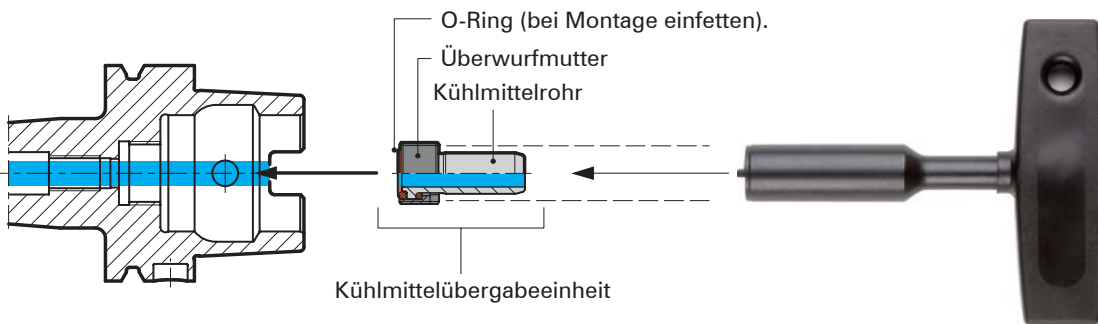 O-Ring (bei Montage einfetten).
Überwurfmutter
Kühlmittelrohr
Kühlmittelübergabeeinheit